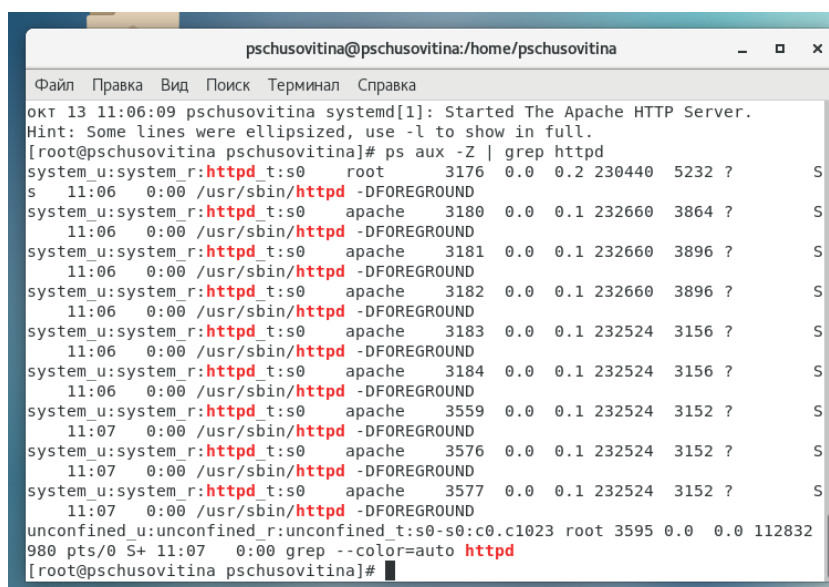 pschusovitina@pschusovitina:/home/pschusovitina
Файл Правка Вид Поиск Терминал Справка
окт 13 11:06:09 pschusovitina systemd[1]: Started The Apache HTTP Server.
Hint: Some lines were ellipsized, use -l to show in full.
[root@pschusovitina pschusovitina]# ps aux -Z | grep httpd
system_u:system_r:httpd_t:s0    root      3176  0.0  0.2 230440  5232 ?        S
s   11:06   0:00 /usr/sbin/httpd -DFOREGROUND
system_u:system_r:httpd_t:s0    apache    3180  0.0  0.1 232660  3864 ?        S
    11:06   0:00 /usr/sbin/httpd -DFOREGROUND
system_u:system_r:httpd_t:s0    apache    3181  0.0  0.1 232660  3896 ?        S
    11:06   0:00 /usr/sbin/httpd -DFOREGROUND
system_u:system_r:httpd_t:s0    apache    3182  0.0  0.1 232660  3896 ?        S
    11:06   0:00 /usr/sbin/httpd -DFOREGROUND
system_u:system_r:httpd_t:s0    apache    3183  0.0  0.1 232524  3156 ?        S
    11:06   0:00 /usr/sbin/httpd -DFOREGROUND
system_u:system_r:httpd_t:s0    apache    3184  0.0  0.1 232524  3156 ?        S
    11:06   0:00 /usr/sbin/httpd -DFOREGROUND
system_u:system_r:httpd_t:s0    apache    3559  0.0  0.1 232524  3152 ?        S
    11:07   0:00 /usr/sbin/httpd -DFOREGROUND
system_u:system_r:httpd_t:s0    apache    3576  0.0  0.1 232524  3152 ?        S
    11:07   0:00 /usr/sbin/httpd -DFOREGROUND
system_u:system_r:httpd_t:s0    apache    3577  0.0  0.1 232524  3152 ?        S
    11:07   0:00 /usr/sbin/httpd -DFOREGROUND
unconfined_u:unconfined_r:unconfined_t:s0-s0:c0.c1023 root 3595 0.0  0.0 112832
980 pts/0 S+ 11:07   0:00 grep --color=auto httpd
[root@pschusovitina pschusovitina]#